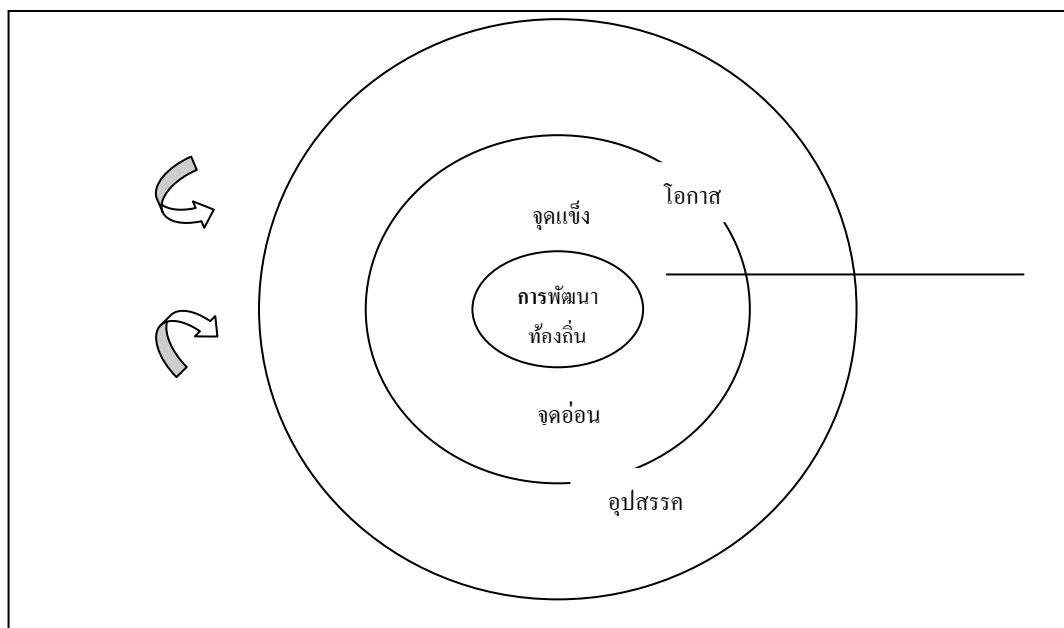 โอกาส
จุดแข็ง
การพัฒนา
ท้องถิ่น
จุดอ่อน
อุปสรรค